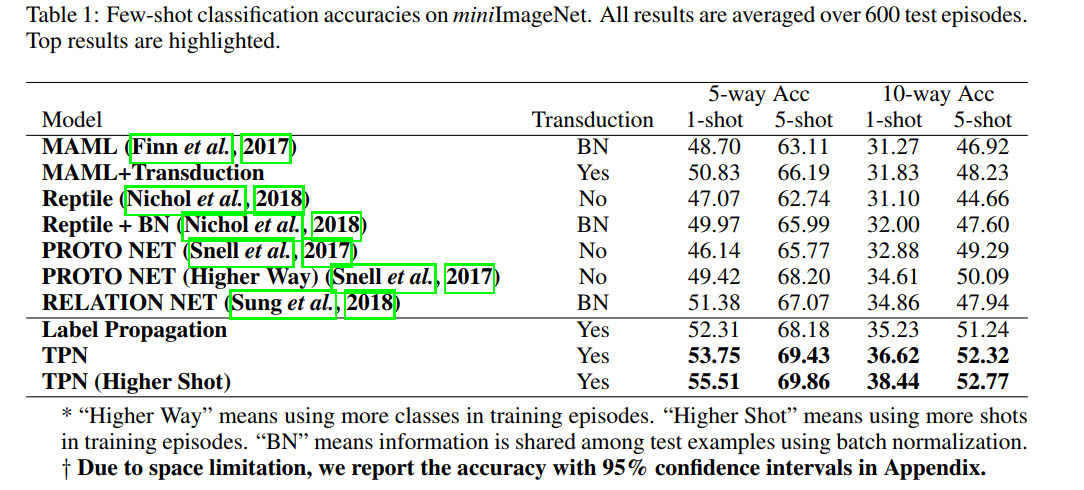 Table 1: Few-shot classification accuracies on miniImageNet. All results are averaged over 600 test episodes.
Top results are highlighted.
5-way Acc 10-way Acc
Model Transduction 1-shot 5-shot 1-shot 5-shot
MAML (Finn et al., 2017) BN 48.70 63.11 31.27 46.92
MAML+Transduction Yes 50.83 66.19 31.83 48.23
Reptile (Nichol et al., 2018) No 47.07 62.74 31.10 44.66
Reptile + BN (Nichol et al., 2018) BN 49.97 65.99 32.00 47.60
PROTO NET (Snell et al., 2017) No 46.14 65.77 32.88 49.29
PROTO NET (Higher Way) (Snell et al., 2017) No 49.42 68.20 34.61 50.09
RELATION NET (Sung et al., 2018) BN 51.38 67.07 34.86 47.94
Label Propagation Yes 52.31 68.18 35.23 51.24
TPN Yes 53.75 69.43 36.62 52.32
TPN (Higher Shot) Yes 55.51 69.86 38.44 52.77
* “Higher Way” means using more classes in training episodes. “Higher Shot” means using more shots
in training episodes. “BN” means information is shared among test examples using batch normalization.
† Due to space limitation, we report the accuracy with 95% confidence intervals in Appendix.